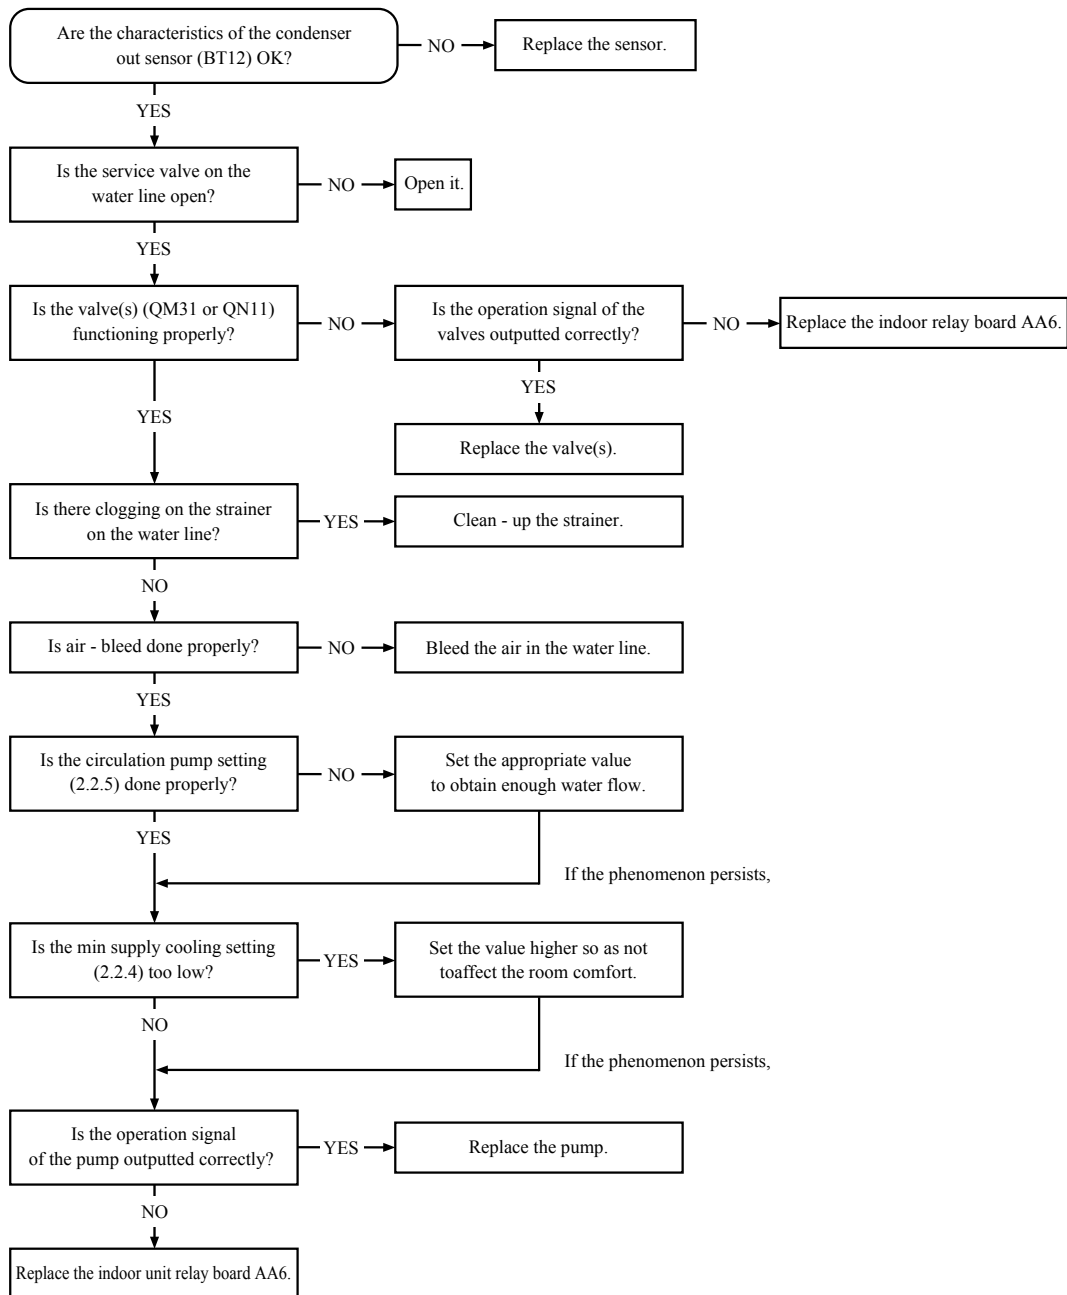 Are the characteristics of the condenser
out sensor (BT12) OK?
NO
Replace the sensor.
YES
Is the service valve on the
water line open?
NO
Open it.
YES
Is the valve(s) (QM31 or QN11)
functioning properly?
NO
Is the operation signal of the
valves outputted correctly?
NO
Replace the indoor relay board AA6.
YES
YES
Replace the valve(s).
Is there clogging on the strainer
on the water line?
YES
Clean - up the strainer.
NO
Is air - bleed done properly?
NO
Bleed the air in the water line.
YES
Is the circulation pump setting
(2.2.5) done properly?
NO
Set the appropriate value
to obtain enough water flow.
YES
If the phenomenon persists,
Is the min supply cooling setting
(2.2.4) too low?
YES
Set the value higher so as not
toaffect the room comfort.
NO
If the phenomenon persists,
Is the operation signal
of the pump outputted correctly?
YES
Replace the pump.
NO
Replace the indoor unit relay board AA6.